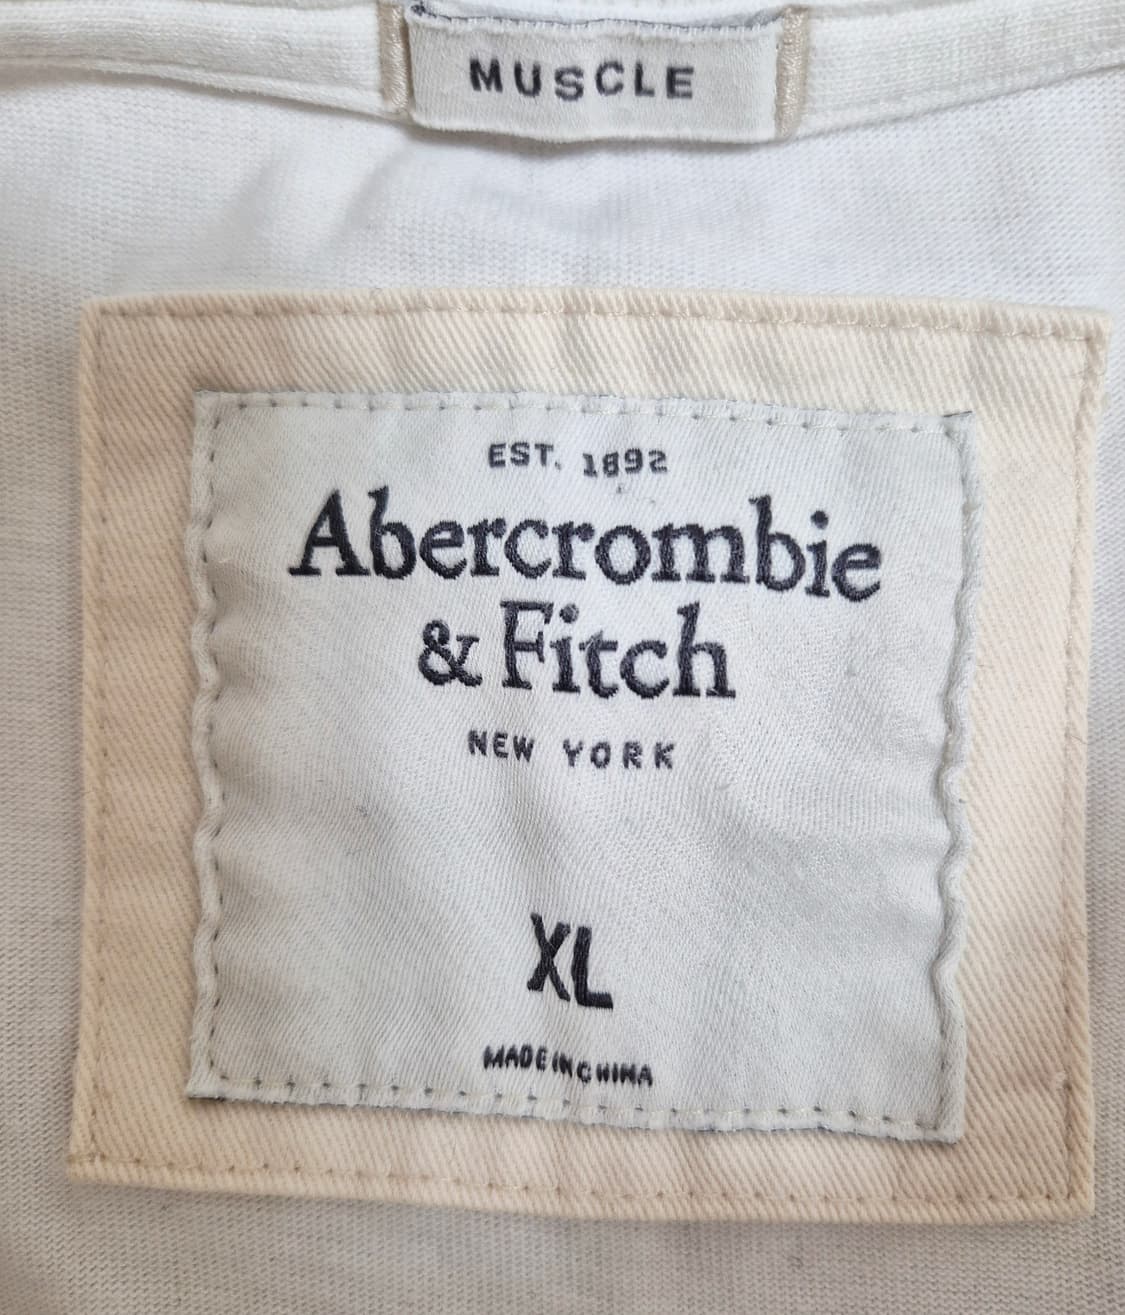 MUSCLE
EST. 1892
Abercrombie
& Fitch
NEW YORK
XL
MADE IN CHINA